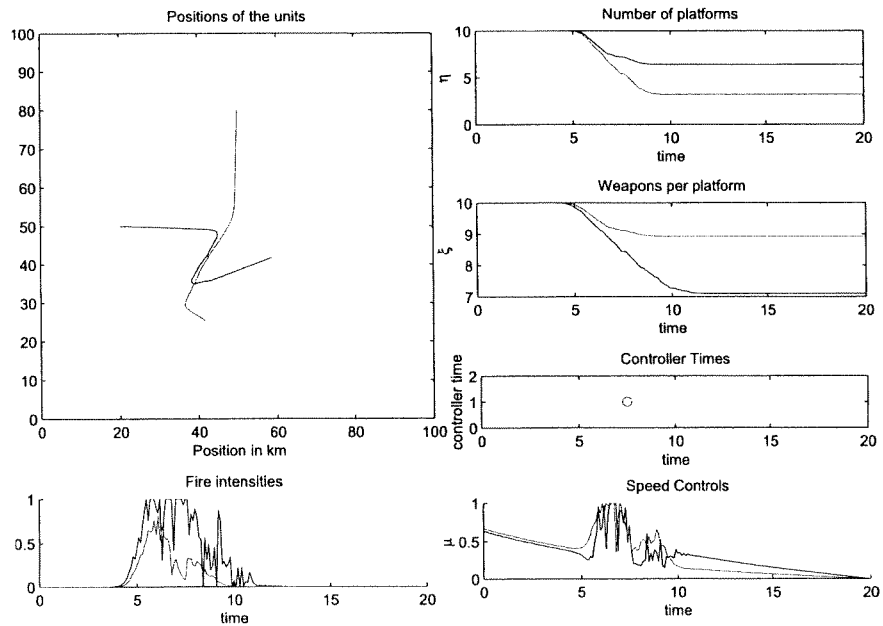 Positions of the units
100
90
80
70
60
50
40
30
20
10
0
0 20 40 60 80 100
Position in km
Number of platforms
10
5
0
η
0 5 10 15 20
time
Weapons per platform
10
9
8
7
ξ
0 5 10 15 20
time
Controller Times
2
1
0
controller time
0 5 10 15 20
time
Fire intensities
1
0.5
0
0 5 10 15 20
time
Speed Controls
1
0.5
0
μ
0 5 10 15 20
time